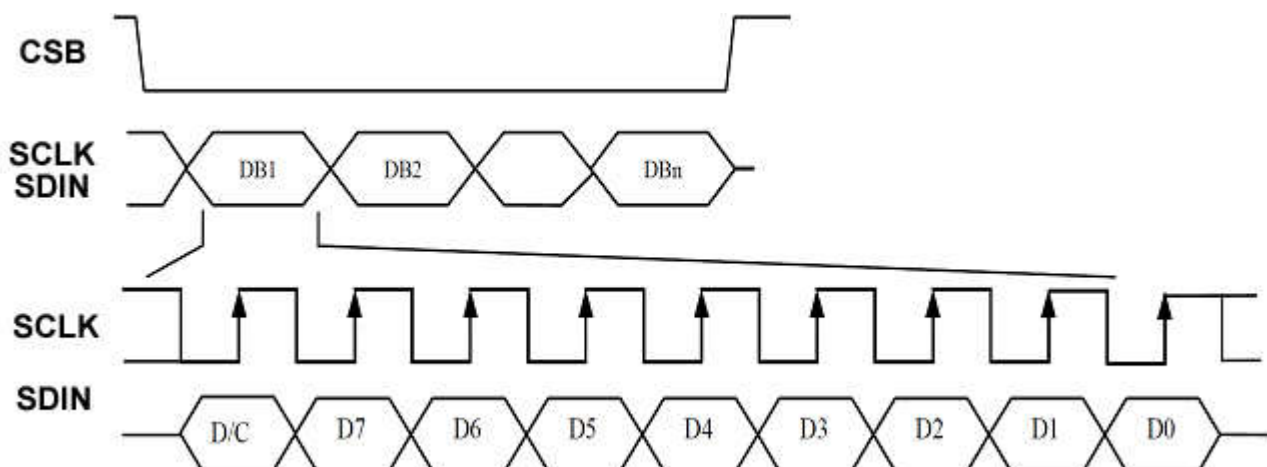 CSB
SCLK
SDIN
DB1 DB2 DBn
SCLK
SDIN
D/C D7 D6 D5 D4 D3 D2 D1 D0